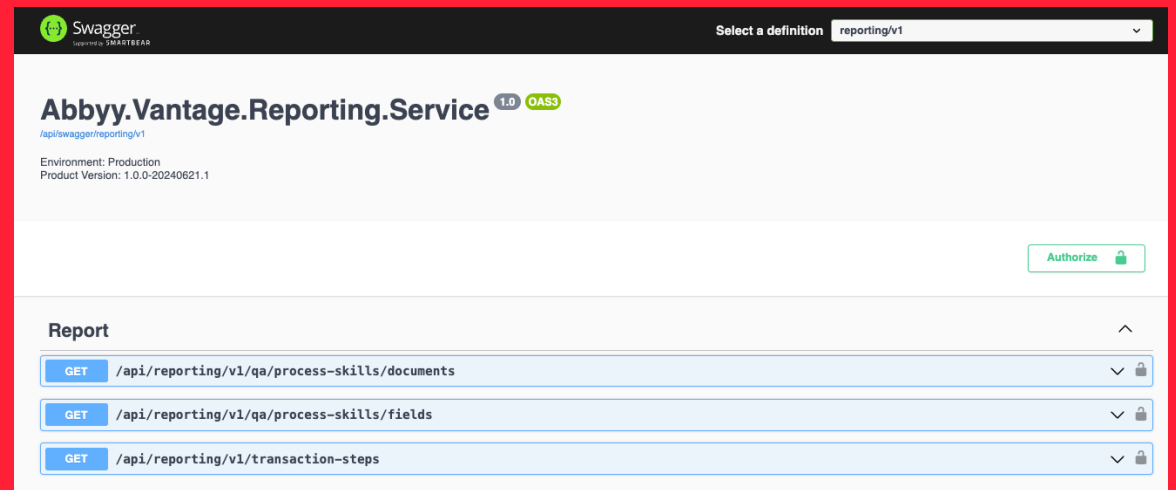 Swagger
Supported by SMARTBEAR
Select a definition reporting/v1
Abbyy.Vantage.Reporting.Service 1.0 OAS3
/api/swagger/reporting/v1
Environment: Production
Product Version: 1.0.0-20240621.1
Authorize
Report
GET /api/reporting/v1/qa/process-skills/documents
GET /api/reporting/v1/qa/process-skills/fields
GET /api/reporting/v1/transaction-steps